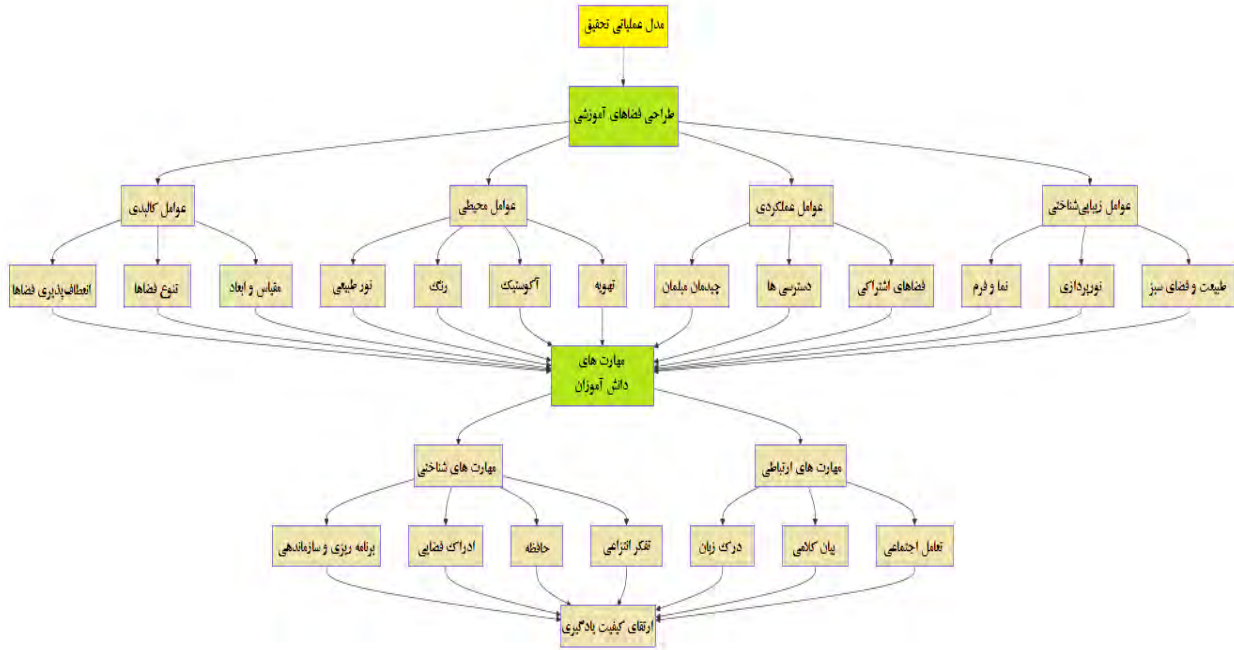 مدل عملیاتی تحقیق
طراحی فضاهای آموزشی
عوامل زیبایی‌شناختی
عوامل عملکردی
عوامل محیطی
عوامل کالبدی
طبیعت و فضای سبز
نورپردازی
نما و فرم
فضاهای اشتراکی
دسترسی ها
چیدمان مبلمان
تهویه
آکوستیک
رنگ
نور طبیعی
مقیاس و ابعاد
تنوع فضاها
انعطاف‌پذیری فضاها
مهارت های
دانش آموزان
مهارت های ارتباطی
مهارت های شناختی
تعامل اجتماعی
بیان کلامی
درک زبان
تفکر انتزاعی
حافظه
ادراک فضایی
برنامه ریزی و سازماندهی
ارتقای کیفیت یادگیری